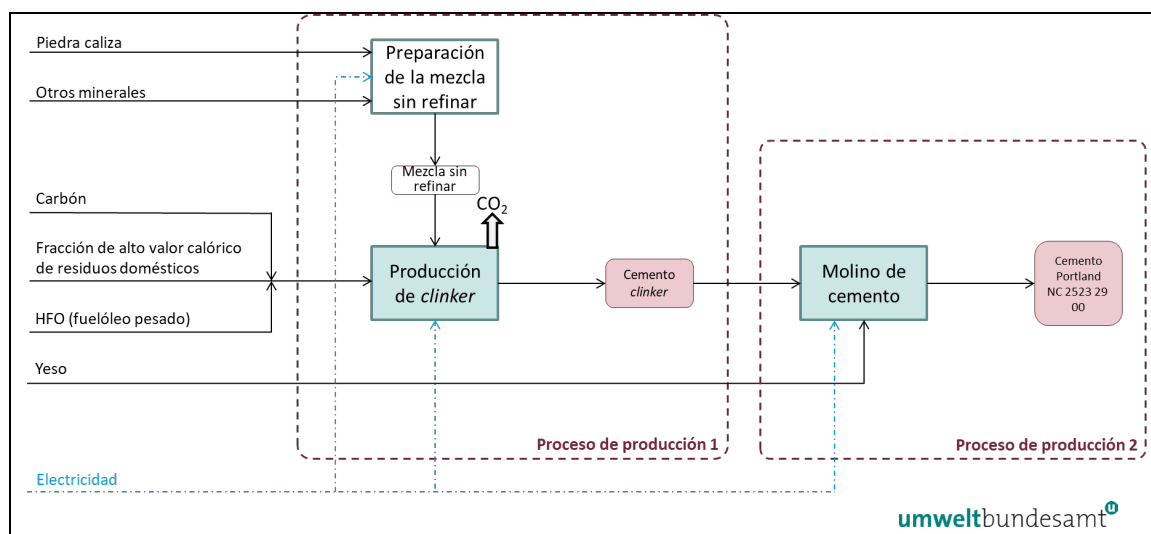 Piedra caliza
Otros minerales
Preparación
de la mezcla
sin refinar
Mezcla sin
refinar
CO₂
Carbón
Fracción de alto valor calórico
de residuos domésticos
HFO (fuelóleo pesado)
Producción
de clinker
Cemento
clinker
Molino de
cemento
Cemento
Portland
NC 2523 29
00
Yeso
Proceso de producción 1
Proceso de producción 2
Electricidad
umweltbundesamt u